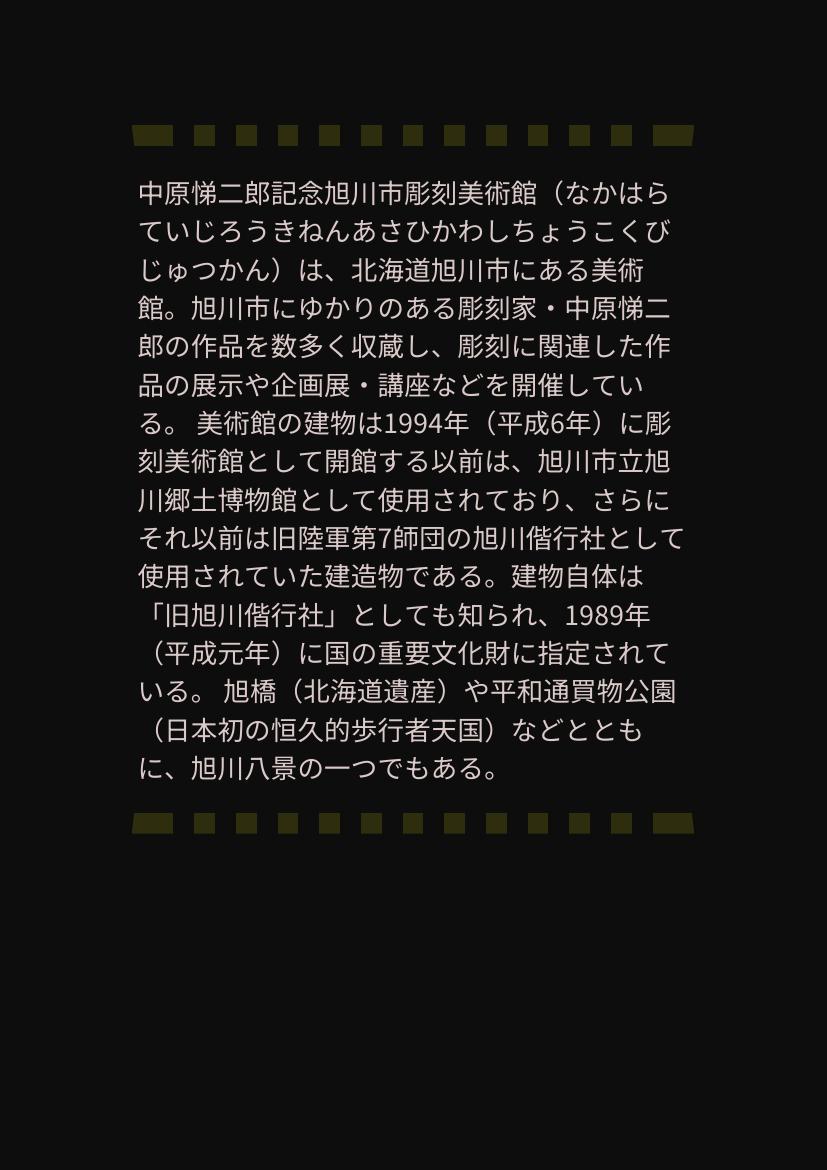 中原悌二郎記念旭川市彫刻美術館（なかはら
ていじろうきねんあさひかわしちょうこくび
じゅつかん）は、北海道旭川市にある美術
館。旭川市にゆかりのある彫刻家・中原悌二
郎の作品を数多く収蔵し、彫刻に関連した作
品の展示や企画展・講座などを開催してい
る。 美術館の建物は1994年（平成6年）に彫
刻美術館として開館する以前は、旭川市立旭
川郷土博物館として使用されており、さらに
それ以前は旧陸軍第7師団の旭川偕行社として
使用されていた建造物である。建物自体は
「旧旭川偕行社」としても知られ、1989年
（平成元年）に国の重要文化財に指定されて
いる。 旭橋（北海道遺産）や平和通買物公園
（日本初の恒久的歩行者天国）などととも
に、旭川八景の一つでもある。